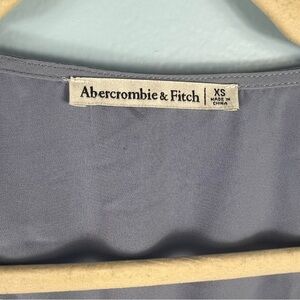 Abercrombie & Fitch
XS
MADE IN
CHINA